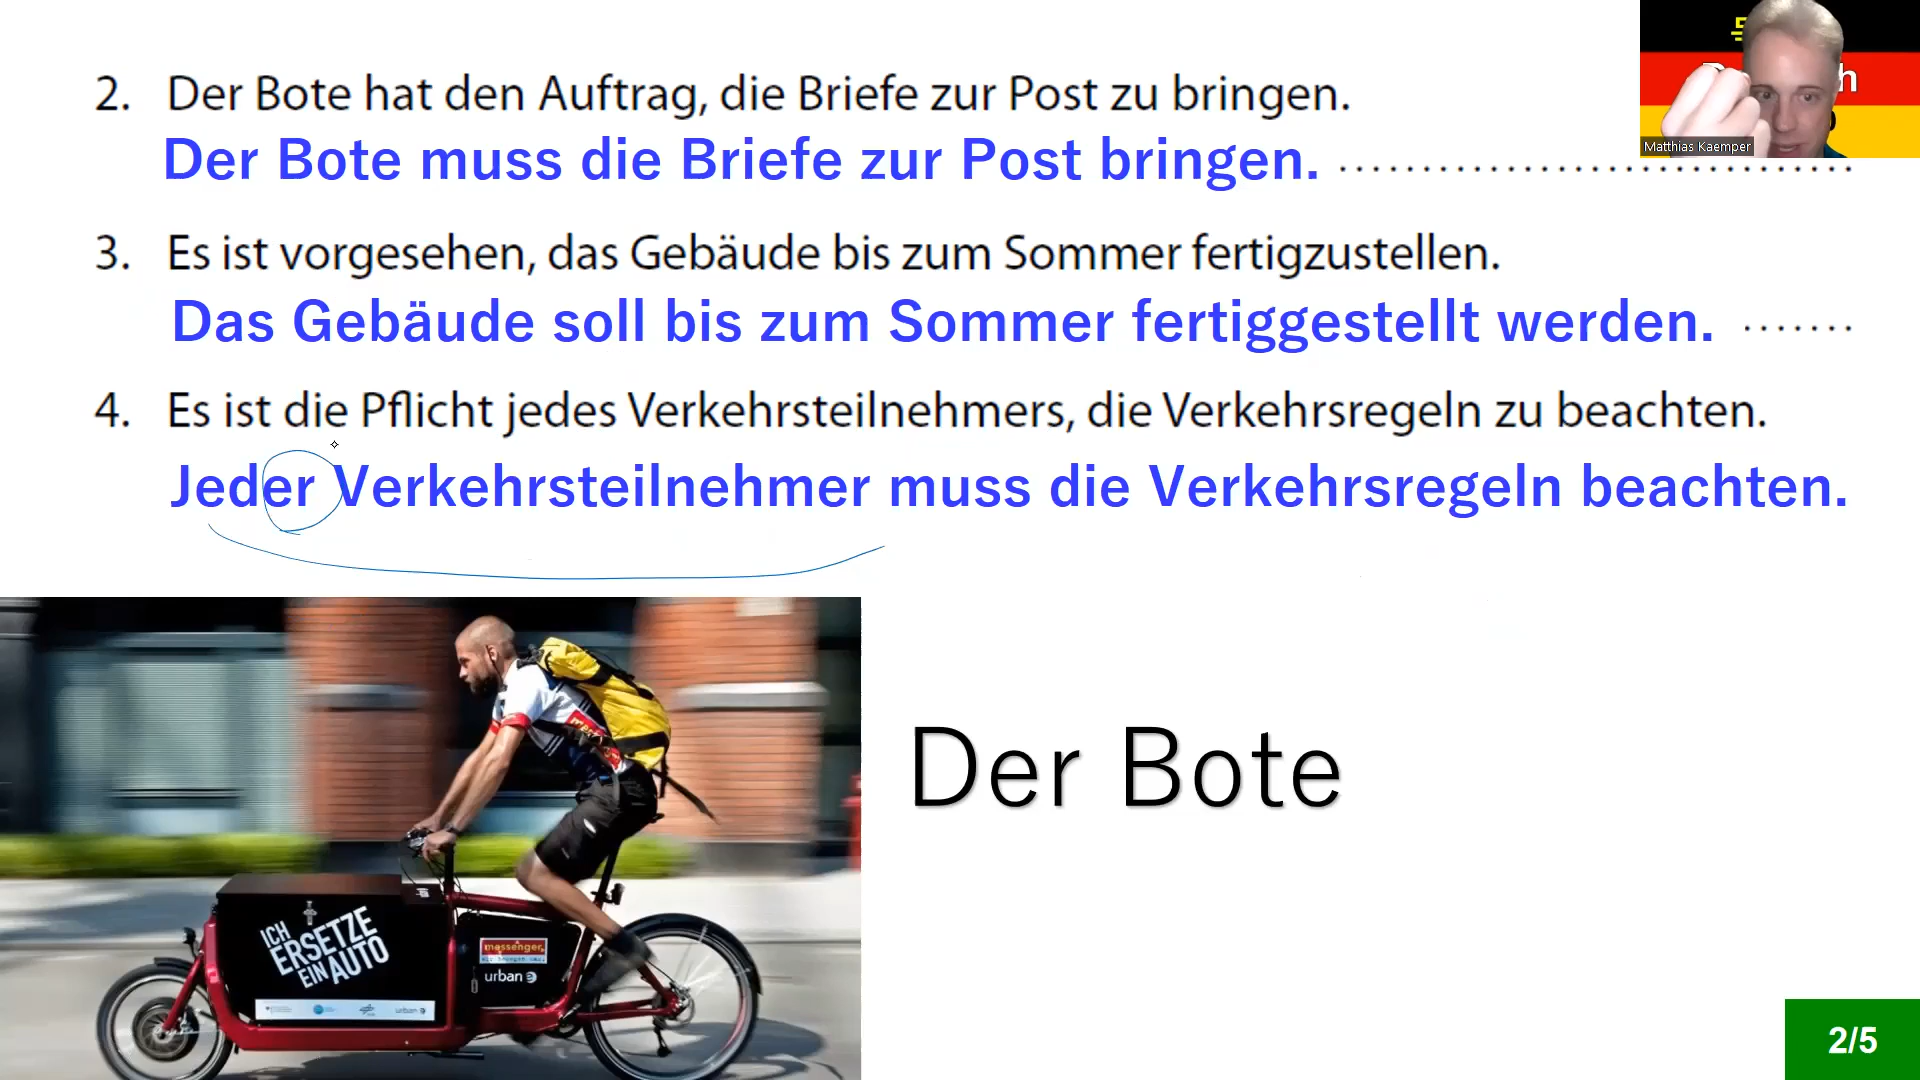 2. Der Bote hat den Auftrag, die Briefe zur Post zu bringen.
Der Bote muss die Briefe zur Post bringen.
3. Es ist vorgesehen, das Gebäude bis zum Sommer fertigzustellen.
Das Gebäude soll bis zum Sommer fertiggestellt werden.
4. Es ist die Pflicht jedes Verkehrsteilnehmers, die Verkehrsregeln zu beachten.
Jeder Verkehrsteilnehmer muss die Verkehrsregeln beachten.
Matthias Kaemper
Der Bote
ICH
ERSETZE
EIN AUTO
messenger
urban e
2/5